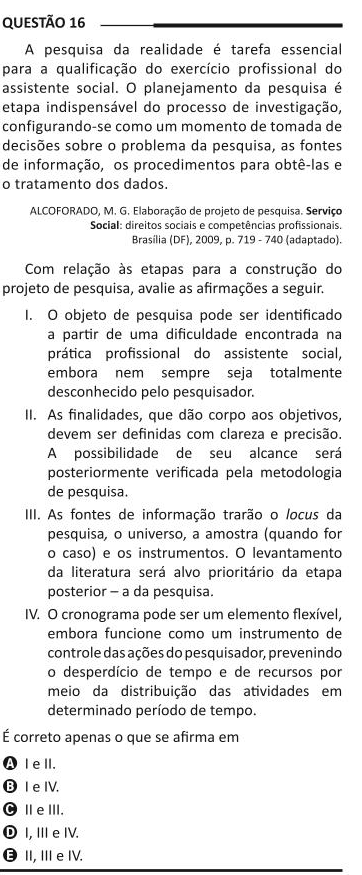 QUESTÃO 16
A pesquisa da realidade é tarefa essencial
para a qualificação do exercício profissional do
assistente social. O planejamento da pesquisa é
etapa indispensável do processo de investigação,
configurando-se como um momento de tomada de
decisões sobre o problema da pesquisa, as fontes
de informação, os procedimentos para obtê-las e
o tratamento dos dados.
ALCOFORADO, M. G. Elaboração de projeto de pesquisa. Serviço
Social: direitos sociais e competências profissionais.
Brasília (DF), 2009, p. 719 - 740 (adaptado).
Com relação às etapas para a construção do
projeto de pesquisa, avalie as afirmações a seguir.
I. O objeto de pesquisa pode ser identificado
a partir de uma dificuldade encontrada na
prática profissional do assistente social,
embora nem sempre seja totalmente
desconhecido pelo pesquisador.
II. As finalidades, que dão corpo aos objetivos,
devem ser definidas com clareza e precisão.
A possibilidade de seu alcance será
posteriormente verificada pela metodologia
de pesquisa.
III. As fontes de informação trarão o locus da
pesquisa, o universo, a amostra (quando for
o caso) e os instrumentos. O levantamento
da literatura será alvo prioritário da etapa
posterior – a da pesquisa.
IV. O cronograma pode ser um elemento flexível,
embora funcione como um instrumento de
controle das ações do pesquisador, prevenindo
o desperdício de tempo e de recursos por
meio da distribuição das atividades em
determinado período de tempo.
É correto apenas o que se afirma em
A I e II.
B I e IV.
C II e III.
D I, III e IV.
E II, III e IV.